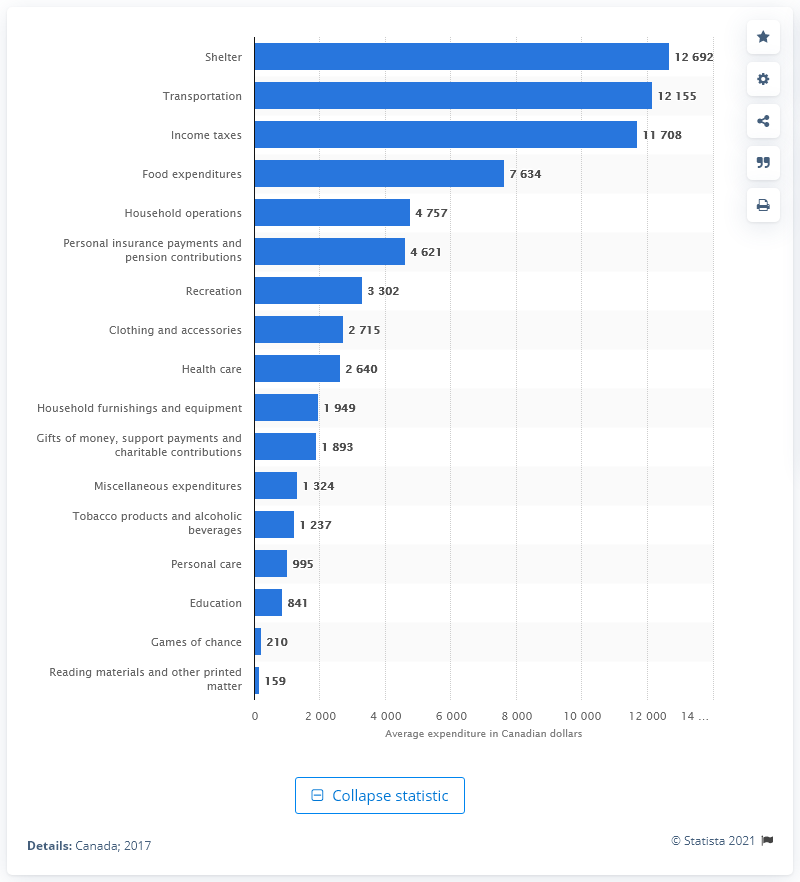 Shelter 12 692
Transportation 12 155
Income taxes 11 708
Food expenditures 7 634
Household operations 4 757
Personal insurance payments and
pension contributions 4 621
Recreation 3 302
Clothing and accessories 2 715
Health care 2 640
Household furnishings and equipment 1 949
Gifts of money, support payments and
charitable contributions 1 893
Miscellaneous expenditures 1 324
Tobacco products and alcoholic
beverages 1 237
Personal care 995
Education 841
Games of chance 210
Reading materials and other printed
matter 159
0 2 000 4 000 6 000 8 000 10 000 12 000 14 ...
Average expenditure in Canadian dollars
Collapse statistic
Details: Canada; 2017
© Statista 2021